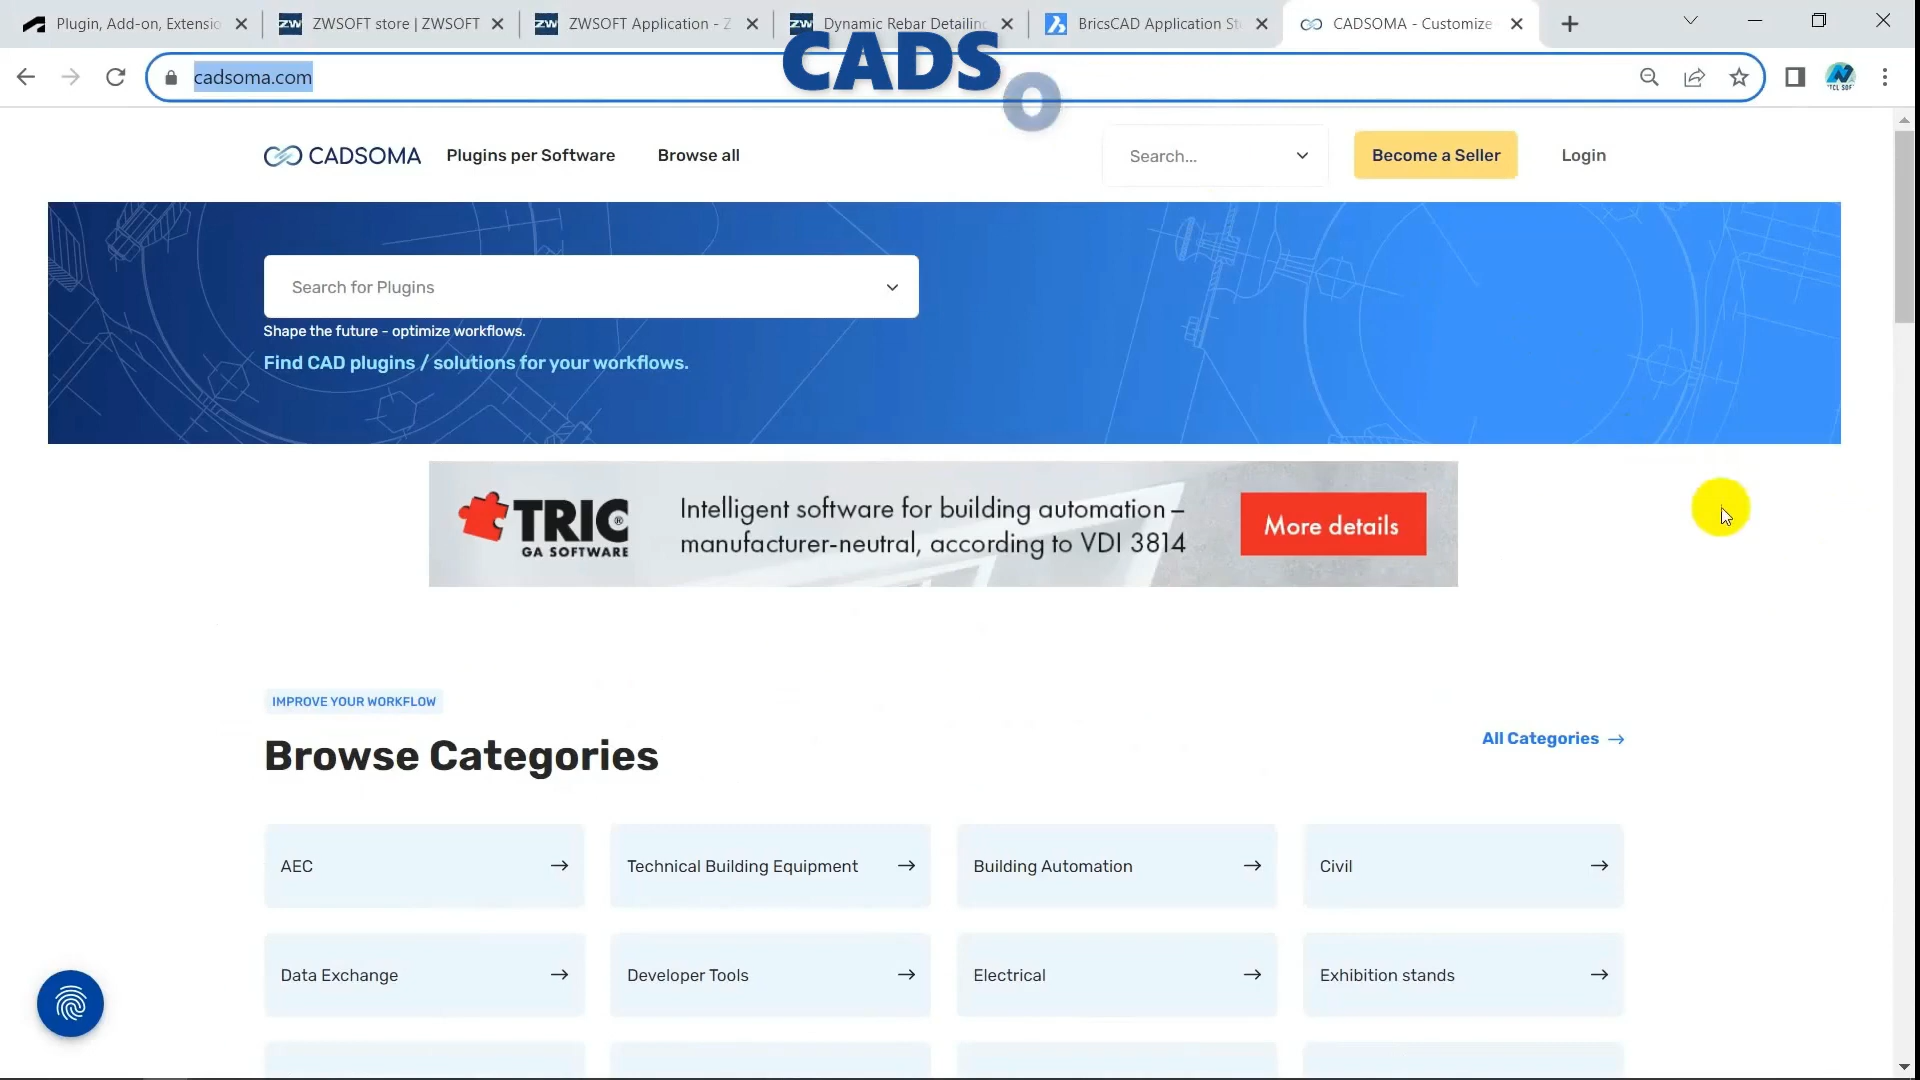 Plugin, Add-on, Extensio
ZWSOFT store | ZWSOFT
ZWSOFT Application - Z
Dynamic Rebar Detailing
BricsCAD Application St
CADSOMA - Customize
CADSO
cadsoma.com
CADSOMA
Plugins per Software
Browse all
Search...
Become a Seller
Login
Search for Plugins
Shape the future - optimize workflows.
Find CAD plugins / solutions for your workflows.
TRIC®
GA SOFTWARE
Intelligent software for building automation –
manufacturer-neutral, according to VDI 3814
More details
IMPROVE YOUR WORKFLOW
Browse Categories
All Categories →
AEC →
Technical Building Equipment →
Building Automation →
Civil →
Data Exchange →
Developer Tools →
Electrical →
Exhibition stands →